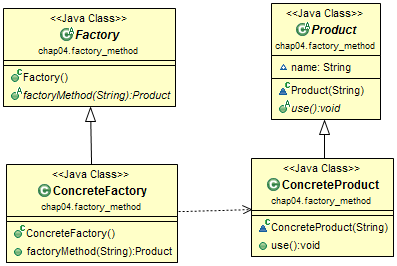 <<Java Class>>
Factory
chap04.factory_method
Factory()
factoryMethod(String):Product
<<Java Class>>
Product
chap04.factory_method
name: String
Product(String)
use():void
<<Java Class>>
ConcreteFactory
chap04.factory_method
ConcreteFactory()
factoryMethod(String):Product
<<Java Class>>
ConcreteProduct
chap04.factory_method
ConcreteProduct(String)
use():void